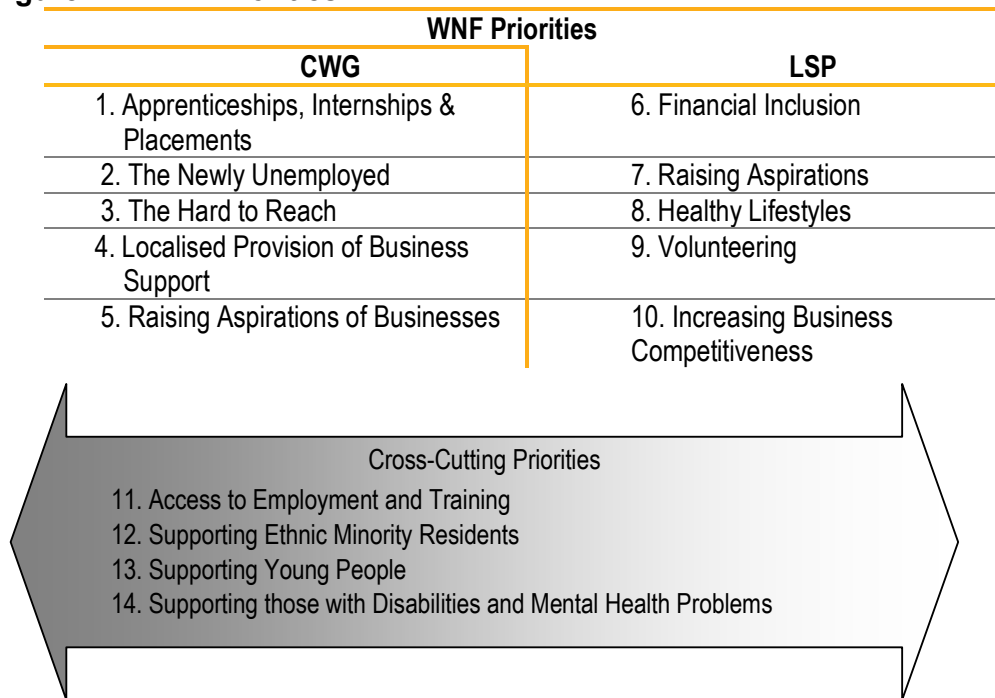 WNF Priorities
CWG
LSP
1. Apprenticeships, Internships &
Placements
6. Financial Inclusion
2. The Newly Unemployed
7. Raising Aspirations
3. The Hard to Reach
8. Healthy Lifestyles
4. Localised Provision of Business
Support
9. Volunteering
5. Raising Aspirations of Businesses
10. Increasing Business
Competitiveness
Cross-Cutting Priorities
11. Access to Employment and Training
12. Supporting Ethnic Minority Residents
13. Supporting Young People
14. Supporting those with Disabilities and Mental Health Problems